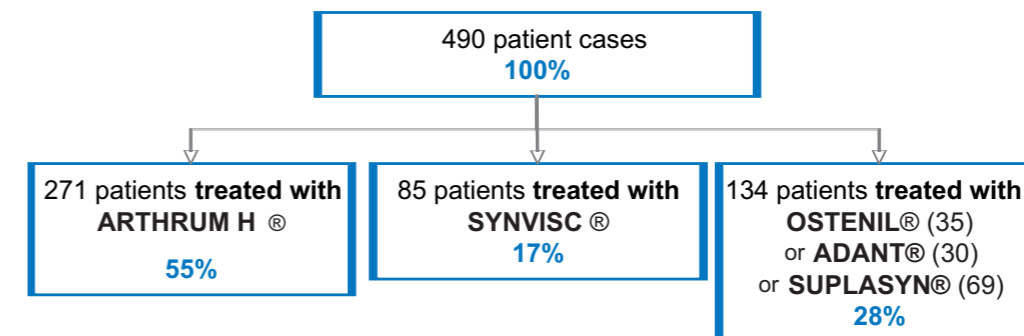 490 patient cases
100%
271 patients treated with
ARTHRUM H ®
55%
85 patients treated with
SYNVISC ®
17%
134 patients treated with
OSTENIL® (35)
or ADANT® (30)
or SUPLASYN® (69)
28%